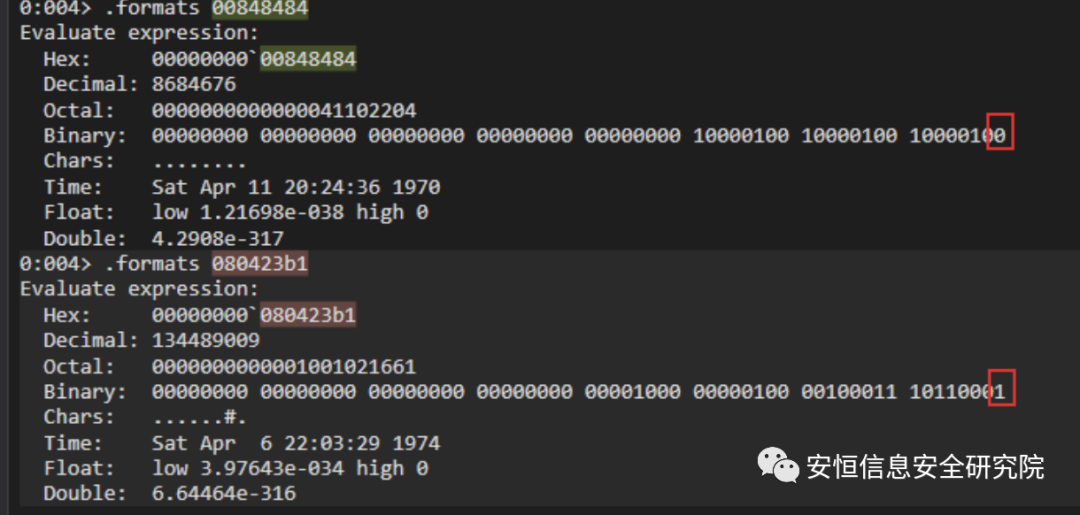 0:004> .formats 00848484
Evaluate expression:
  Hex:     00000000`00848484
  Decimal: 8684676
  Octal:   0000000000000041102204
  Binary:  00000000 00000000 00000000 00000000 00000000 10000100 10000100 10000100
  Chars:   ........
  Time:    Sat Apr 11 20:24:36 1970
  Float:   low 1.21698e-038 high 0
  Double:  4.2908e-317
0:004> .formats 080423b1
Evaluate expression:
  Hex:     00000000`080423b1
  Decimal: 134489009
  Octal:   0000000000001001021661
  Binary:  00000000 00000000 00000000 00000000 00001000 00000100 00100011 10110001
  Chars:   ......#.
  Time:    Sat Apr  6 22:03:29 1974
  Float:   low 3.97643e-034 high 0
  Double:  6.64464e-316
安恒信息安全研究院